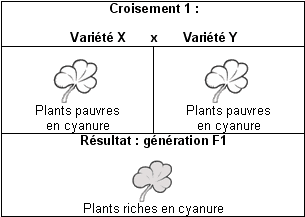 Croisement 1 :
Variété X x Variété Y
Plants pauvres
en cyanure
Plants pauvres
en cyanure
Résultat : génération F1
Plants riches en cyanure